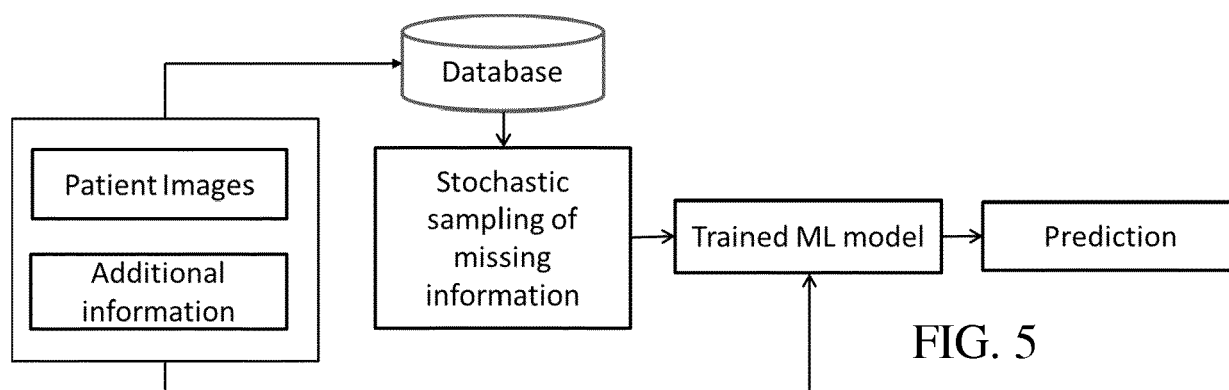 Database
Patient Images
Additional
information
Stochastic
sampling of
missing
information
Trained ML model
Prediction
FIG. 5